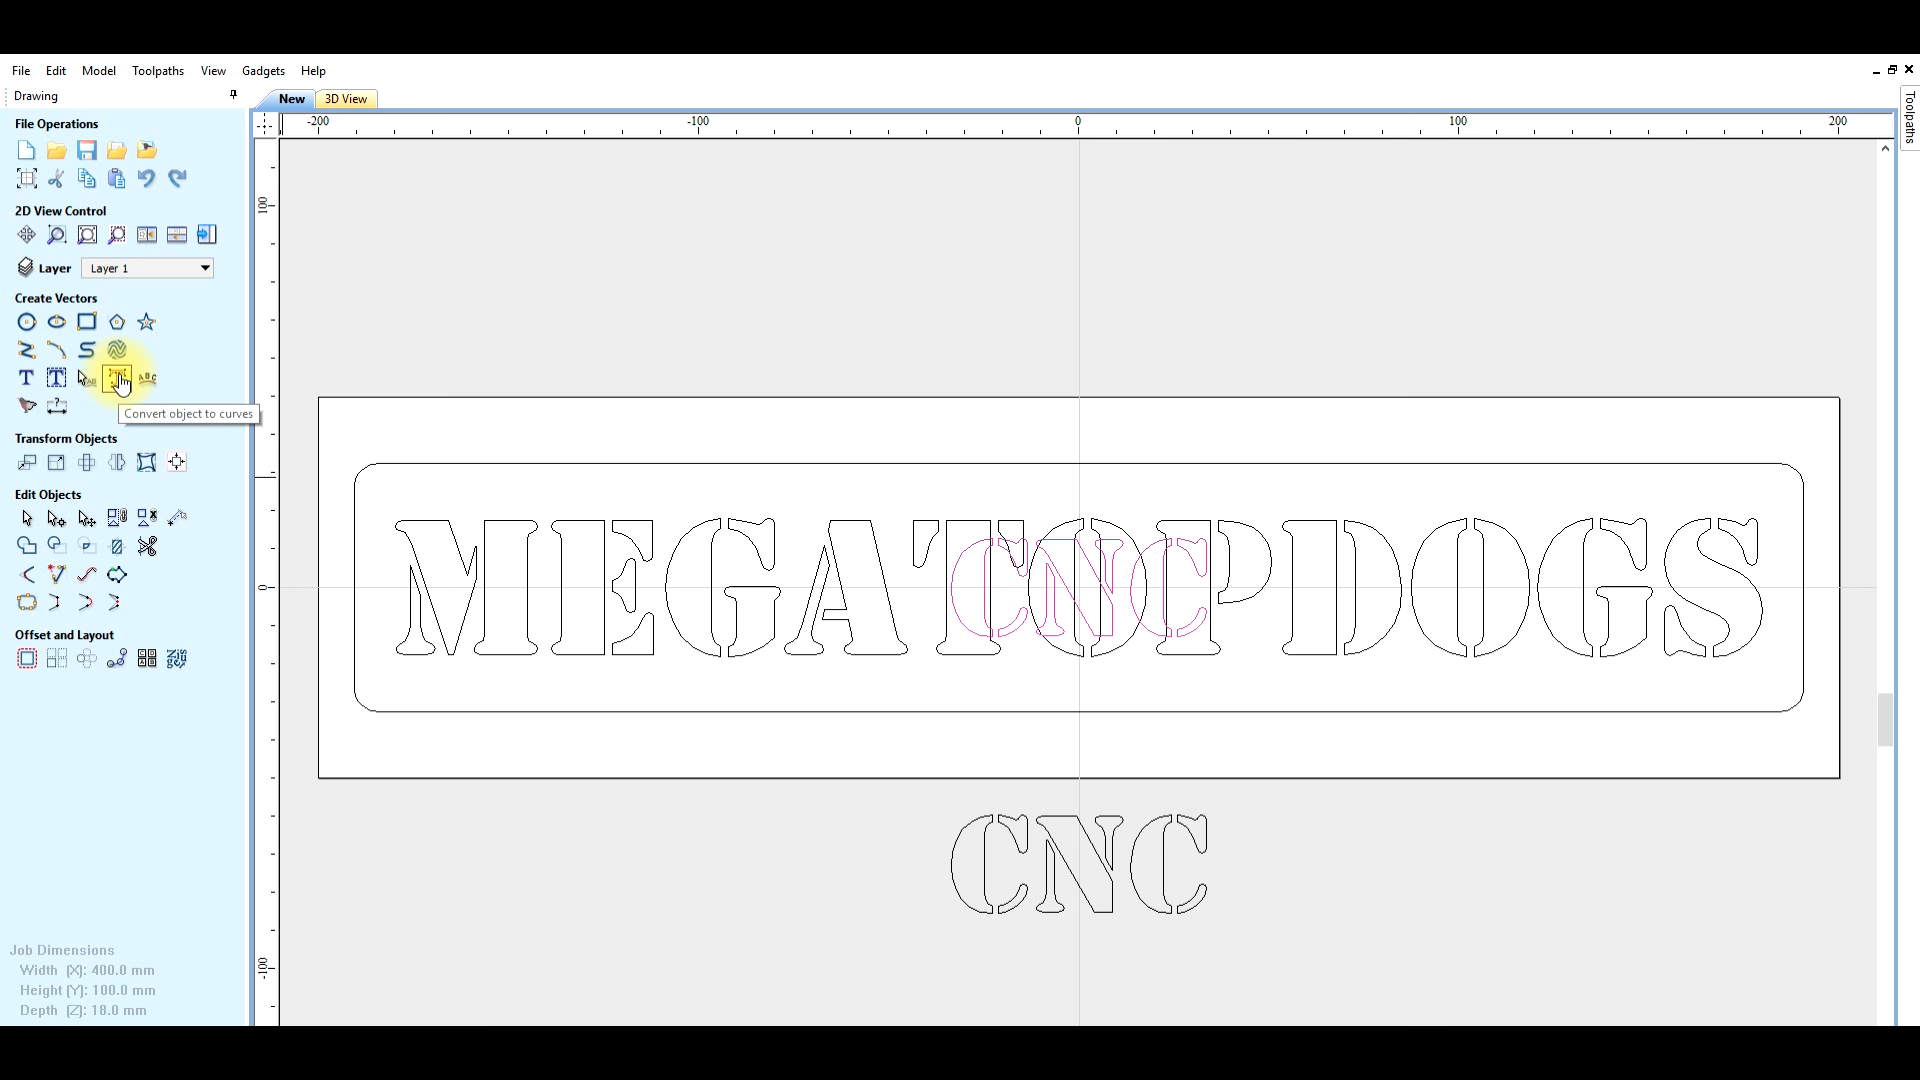 File Edit Model Toolpaths View Gadgets Help
Drawing
New 3D View
Toolpaths
File Operations
-200 -100 0 100 200
2D View Control
100
Layer Layer 1
Create Vectors
Convert object to curves
Transform Objects
Edit Objects
MEGATOPDOGS
CNC
0
Offset and Layout
CNC
-100
Job Dimensions
Width (X): 400.0 mm
Height (Y): 100.0 mm
Depth (Z): 18.0 mm